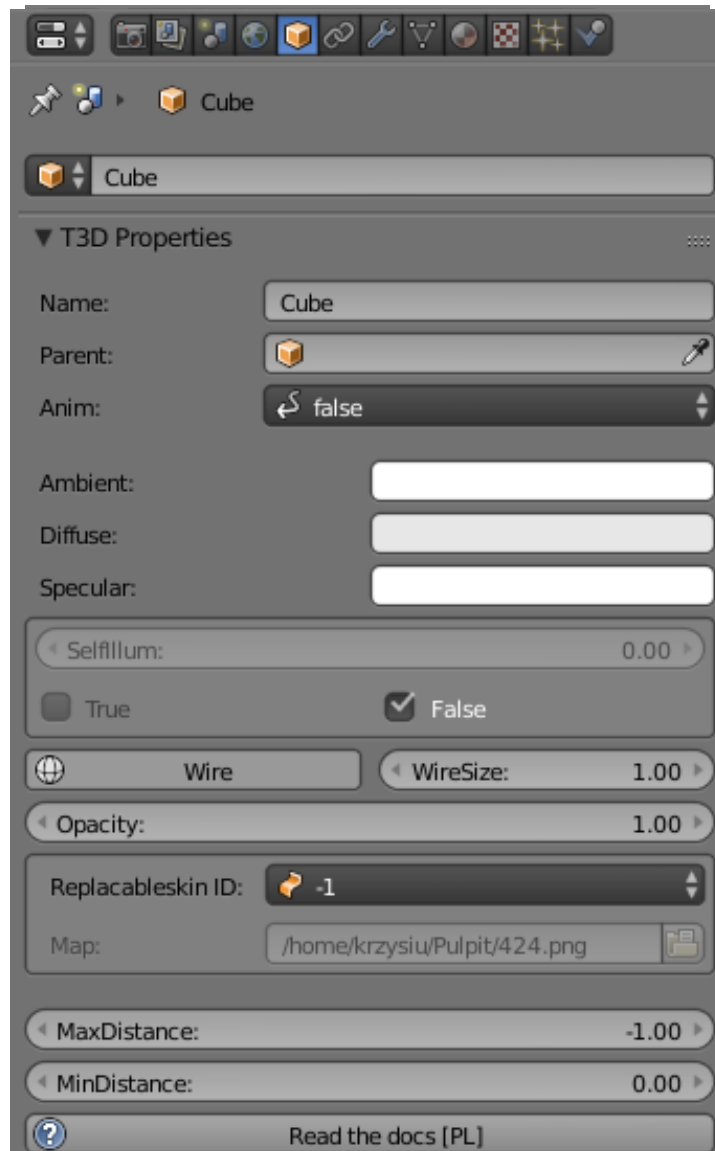 Cube
Cube
T3D Properties
Name: Cube
Parent:
Anim: false
Ambient:
Diffuse:
Specular:
SelfIllum: 0.00
True False
Wire WireSize: 1.00
Opacity: 1.00
Replacableskin ID: -1
Map: /home/krzysiu/Pulpit/424.png
MaxDistance: -1.00
MinDistance: 0.00
Read the docs [PL]